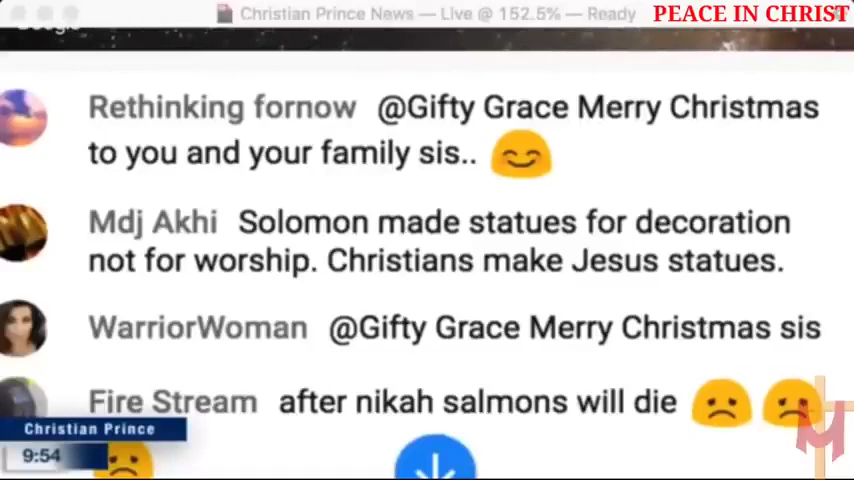 Christian Prince News — Live @ 152.5% — Ready
PEACE IN CHRIST
Google
Rethinking fornow @Gifty Grace Merry Christmas
to you and your family sis.. 😊
Mdj Akhi Solomon made statues for decoration
not for worship. Christians make Jesus statues.
WarriorWoman @Gifty Grace Merry Christmas sis
Fire Stream after nikah salmons will die 🙁 🙁
🙁
Christian Prince
9:54
M